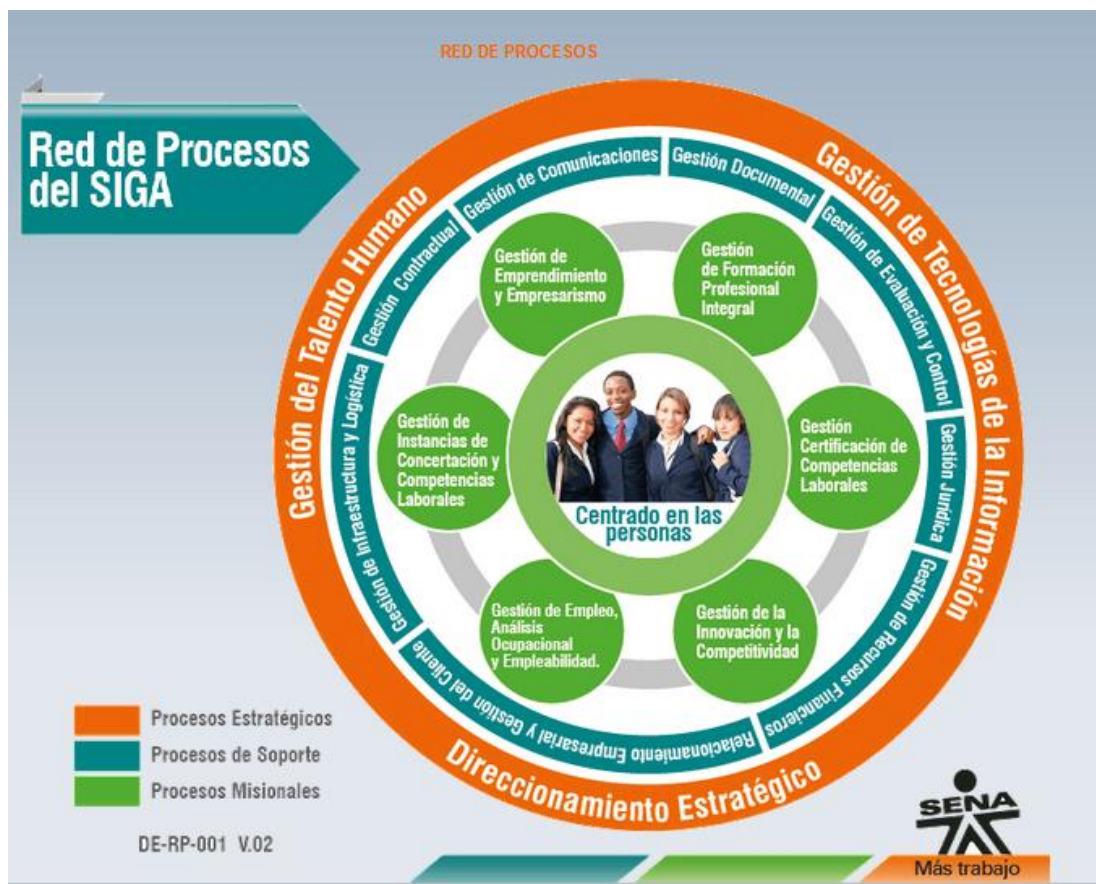 RED DE PROCESOS
Red de Procesos
del SIGA
Gestión del Talento Humano
Gestión de Tecnologías de la Información
Direccionamiento Estratégico
Gestión de Comunicaciones
Gestión Documental
Gestión de Evaluación y Control
Gestión Jurídica
Gestión de Recursos Financieros
Relacionamiento Empresarial y Gestión del Cliente
Gestión de Infraestructura y Logística
Gestión Contractual
Gestión de
Emprendimiento
y Empresarismo
Gestión
de Formación
Profesional
Integral
Gestión de
Instancias de
Concertación y
Competencias
Laborales
Gestión
Certificación de
Competencias
Laborales
Centrado en las
personas
Gestión de Empleo,
Análisis
Ocupacional
y Empleabilidad.
Gestión de la
Innovación y la
Competitividad
Procesos Estratégicos
Procesos de Soporte
Procesos Misionales
DE-RP-001 V.02
SENA
Más trabajo